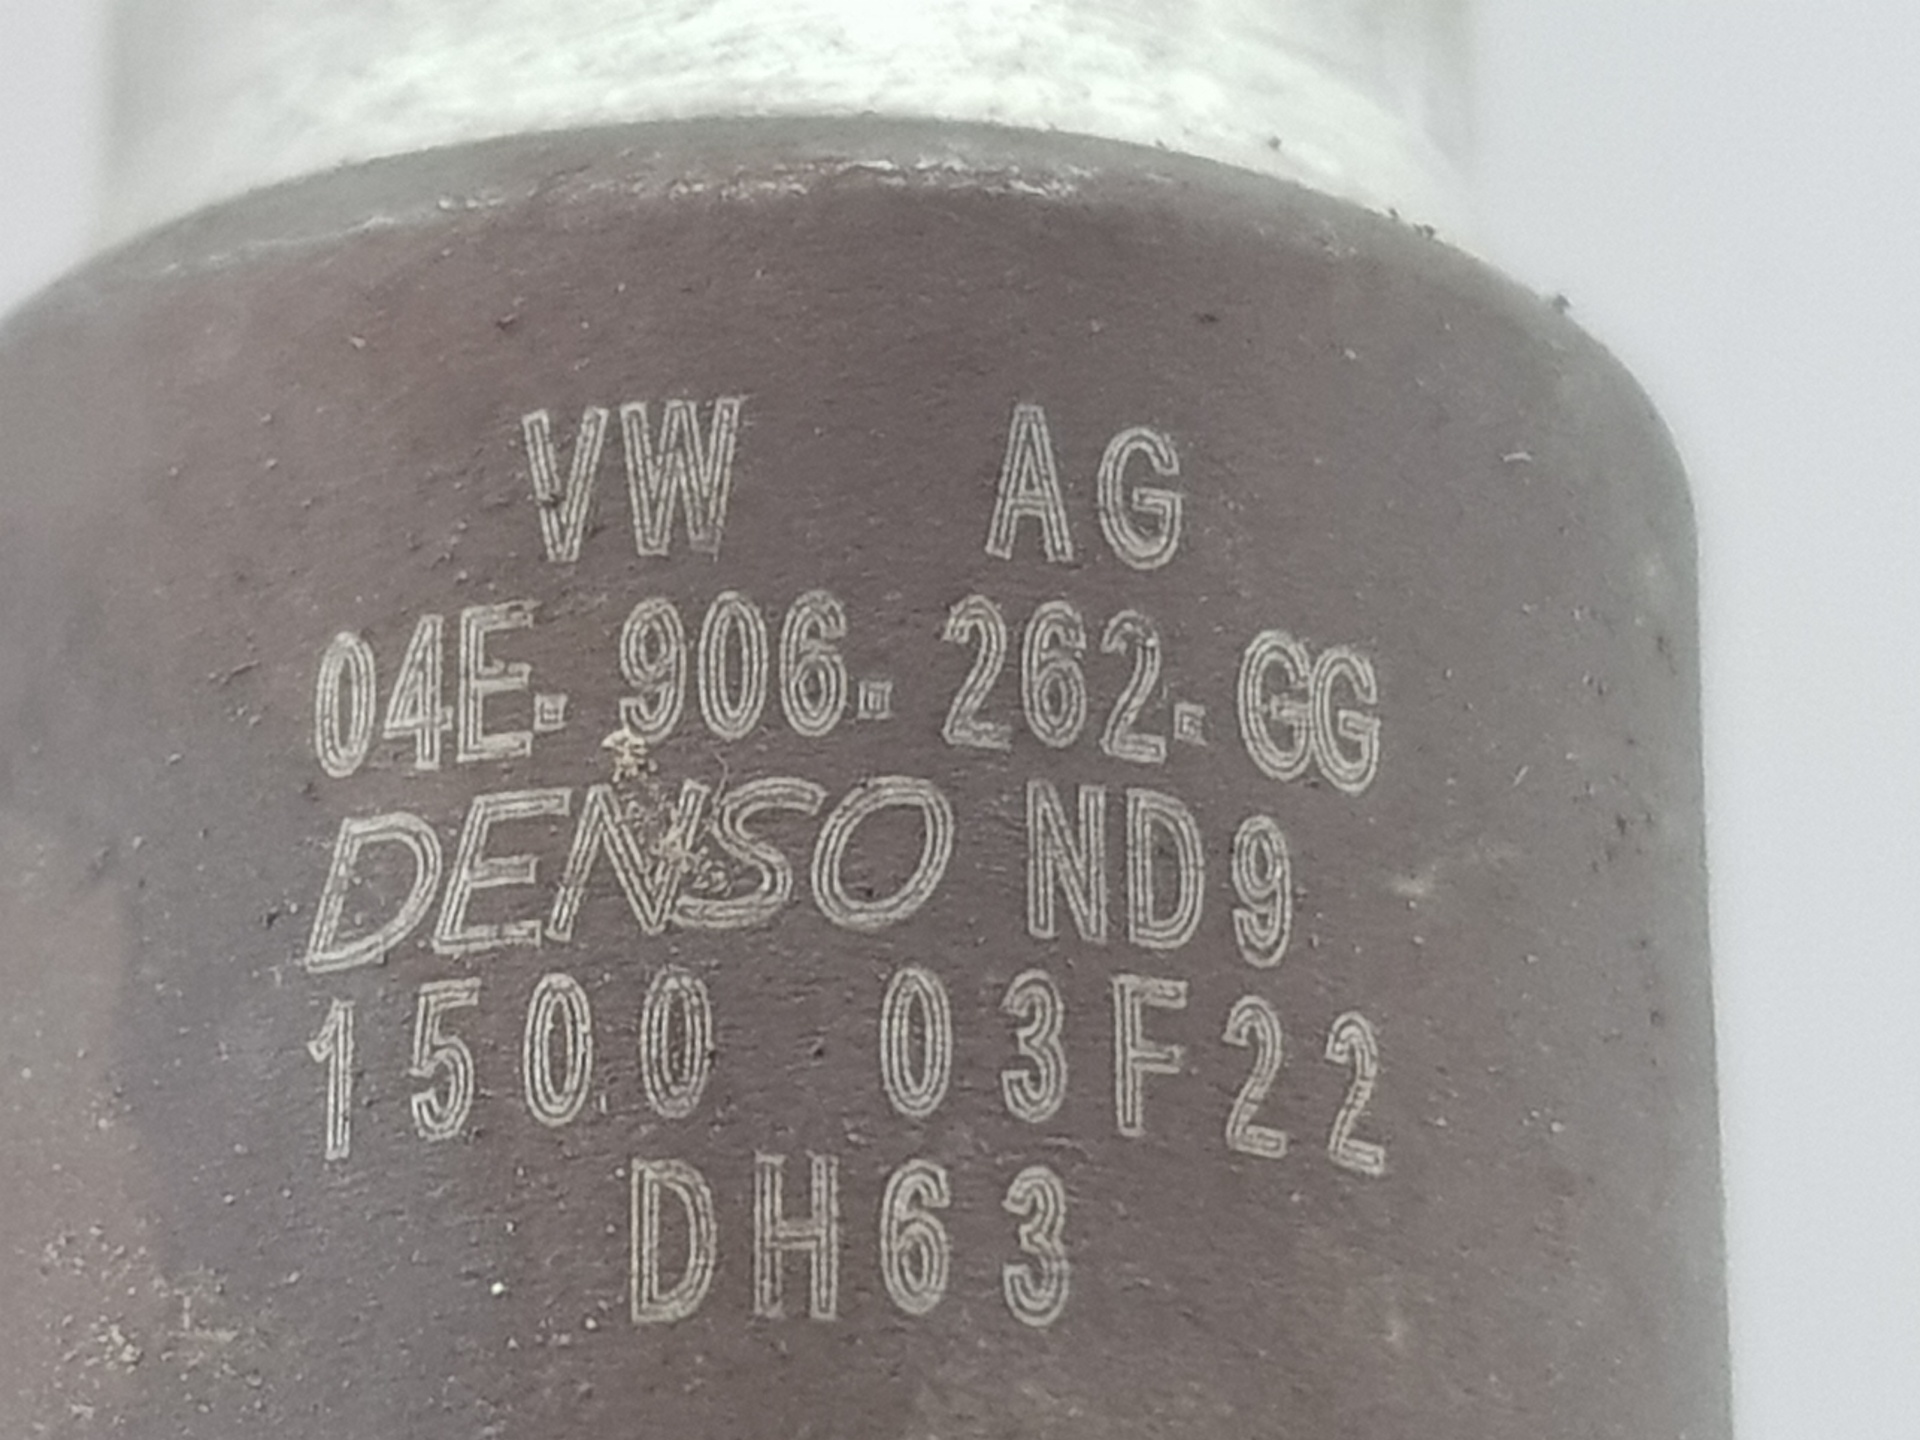 VW AG
04E.906.262.GG
DENSO ND9
1500 03F22
DH63